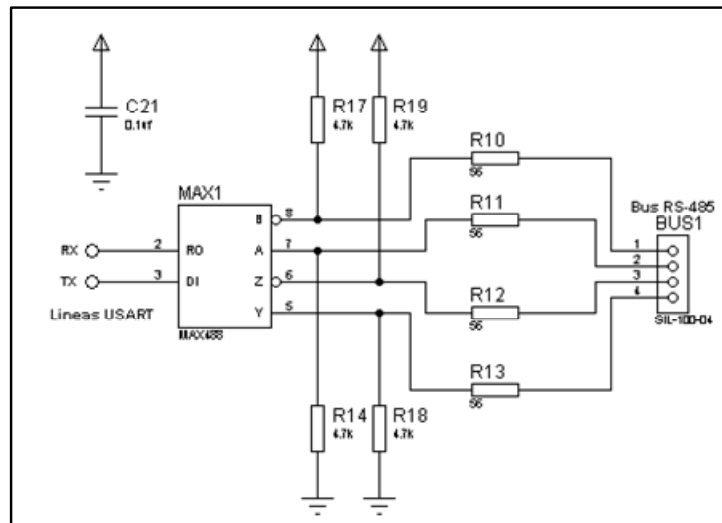 C21
0.1uf
R17
4.7k
R19
4.7k
R10
56
MAX1
R11
56
Bus RS-485
BUS1
B 8
1
RX 2 RO A 7
2
TX 3 DI Z 6
3
R12
56
4
Lineas USART
Y 5
SIL-100-04
MAX488
R13
56
R14
4.7k
R18
4.7k